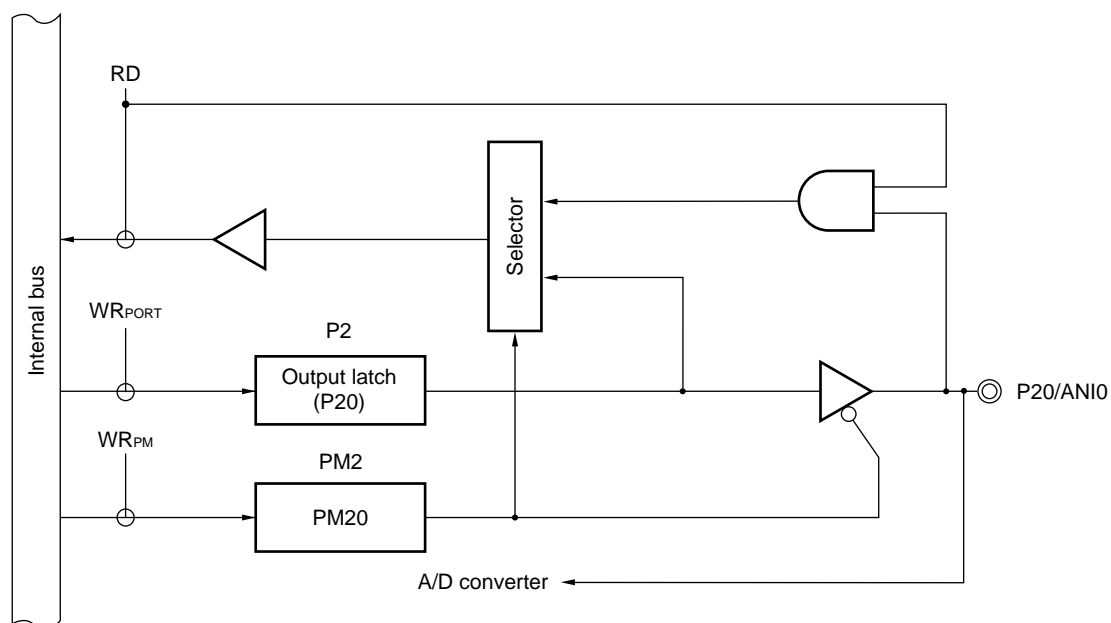 RD
Selector
Internal bus
WRPORT
P2
Output latch
(P20)
P20/ANI0
WRPM
PM2
PM20
A/D converter